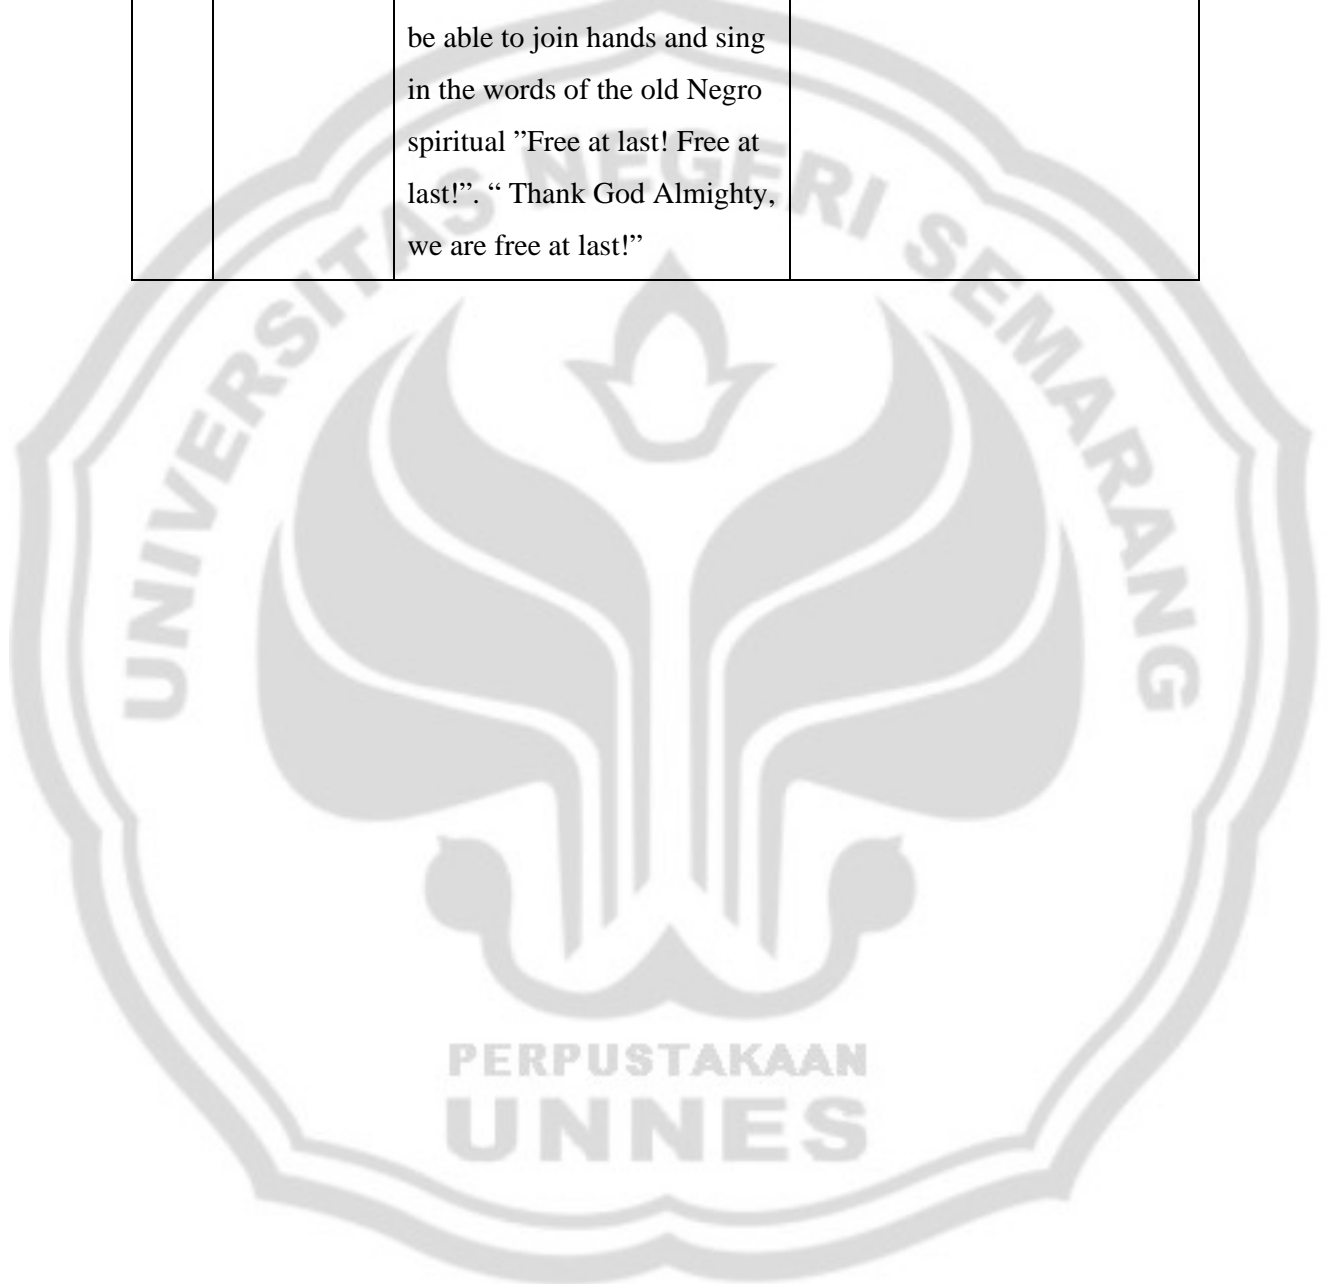 be able to join hands and sing
in the words of the old Negro
spiritual ”Free at last! Free at
last!”. “ Thank God Almighty,
we are free at last!”
UNIVERSITAS NEGERI SEMARANG
PERPUSTAKAAN
UNNES